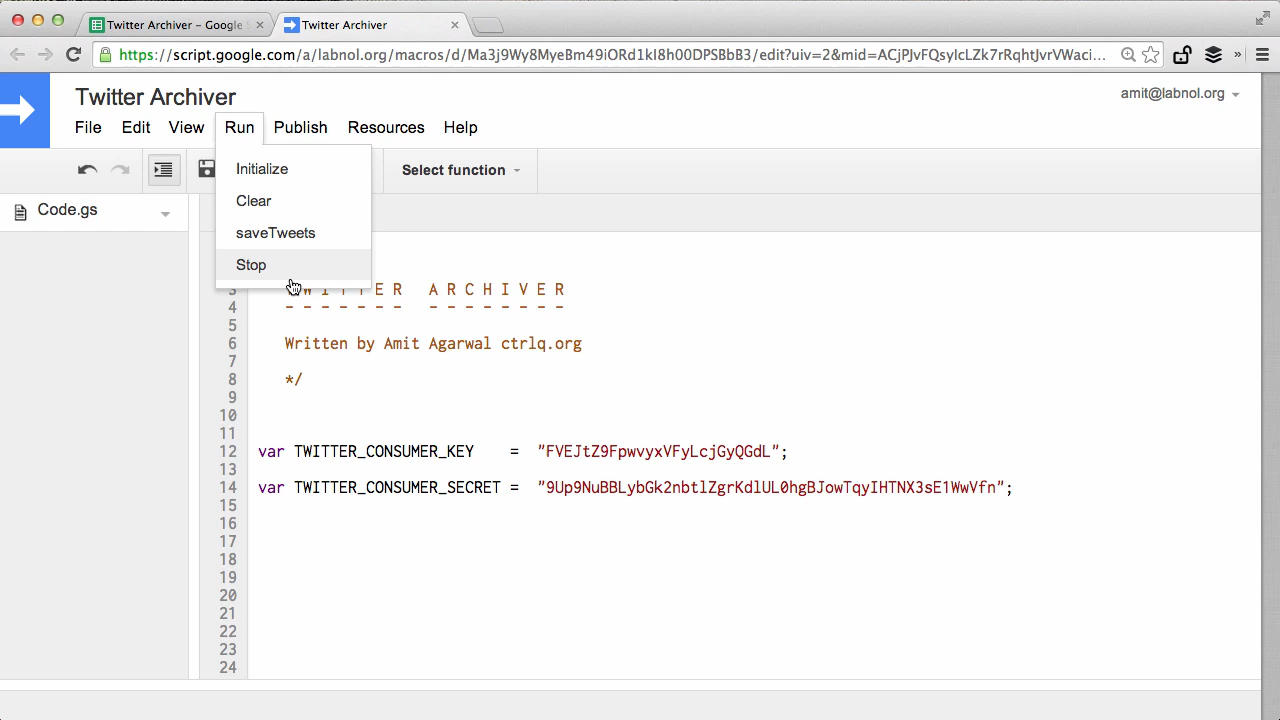 Twitter Archiver – Google S
Twitter Archiver
https://script.google.com/a/labnol.org/macros/d/Ma3j9Wy8MyeBm49iORd1kI8h00DPSBbB3/edit?uiv=2&mid=ACjPJvFQsyIcLZk7rRqhtJvrVWaci...
Twitter Archiver
amit@labnol.org
File Edit View Run Publish Resources Help
Initialize
Select function
Clear
Code.gs
saveTweets
Stop
3 T W I T T E R A R C H I V E R
4 - - - - - - - - - - - - - - -
5
6 Written by Amit Agarwal ctrlq.org
7
8 */
9
10
11
12 var TWITTER_CONSUMER_KEY = "FVEJtZ9FpwvyxVFyLcjGyQGdL";
13
14 var TWITTER_CONSUMER_SECRET = "9Up9NuBBLybGk2nbtlZgrKdlUL0hgBJowTqyIHTNX3sE1WwVfn";
15
16
17
18
19
20
21
22
23
24